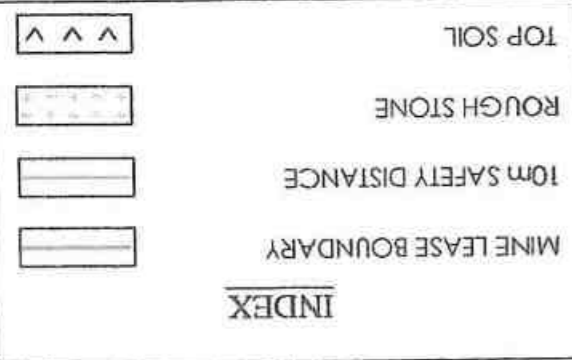 INDEX
MINE LEASE BOUNDARY
10m SAFETY DISTANCE
ROUGH STONE
TOP SOIL